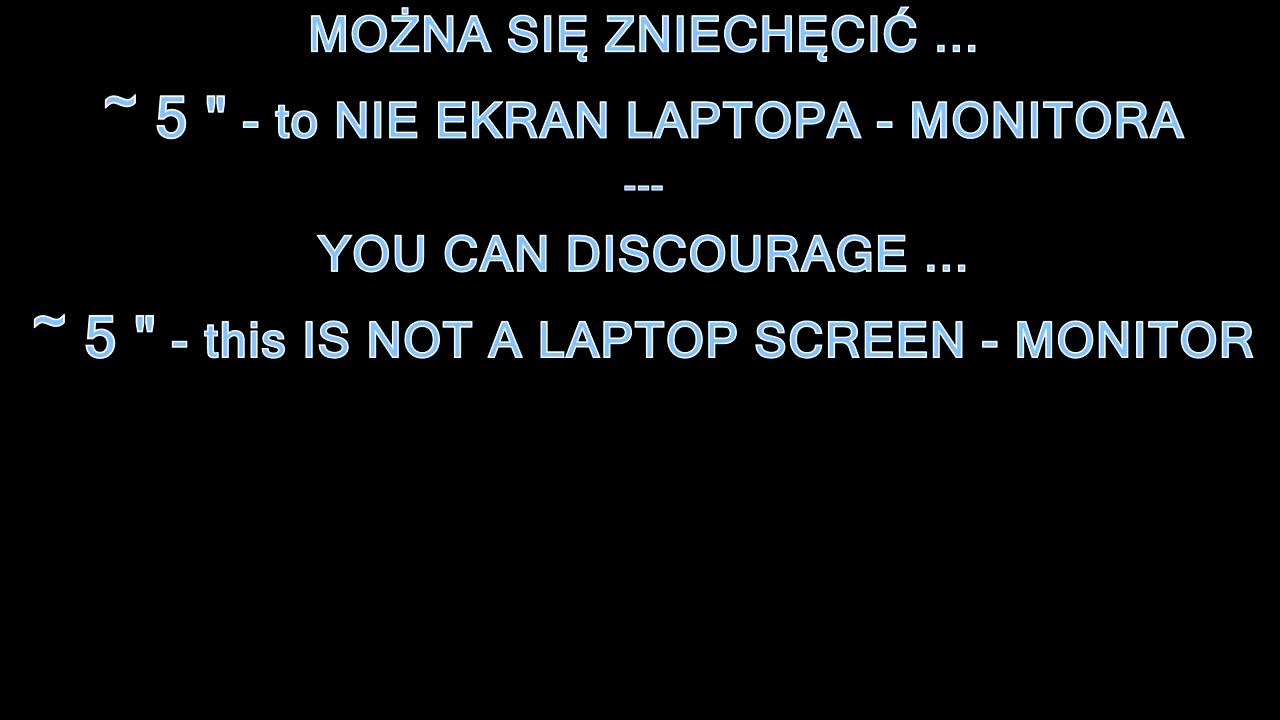 MOŻNA SIĘ ZNIECHĘCIĆ ...
~ 5 " - to NIE EKRAN LAPTOPA - MONITORA
---
YOU CAN DISCOURAGE ...
~ 5 " - this IS NOT A LAPTOP SCREEN - MONITOR